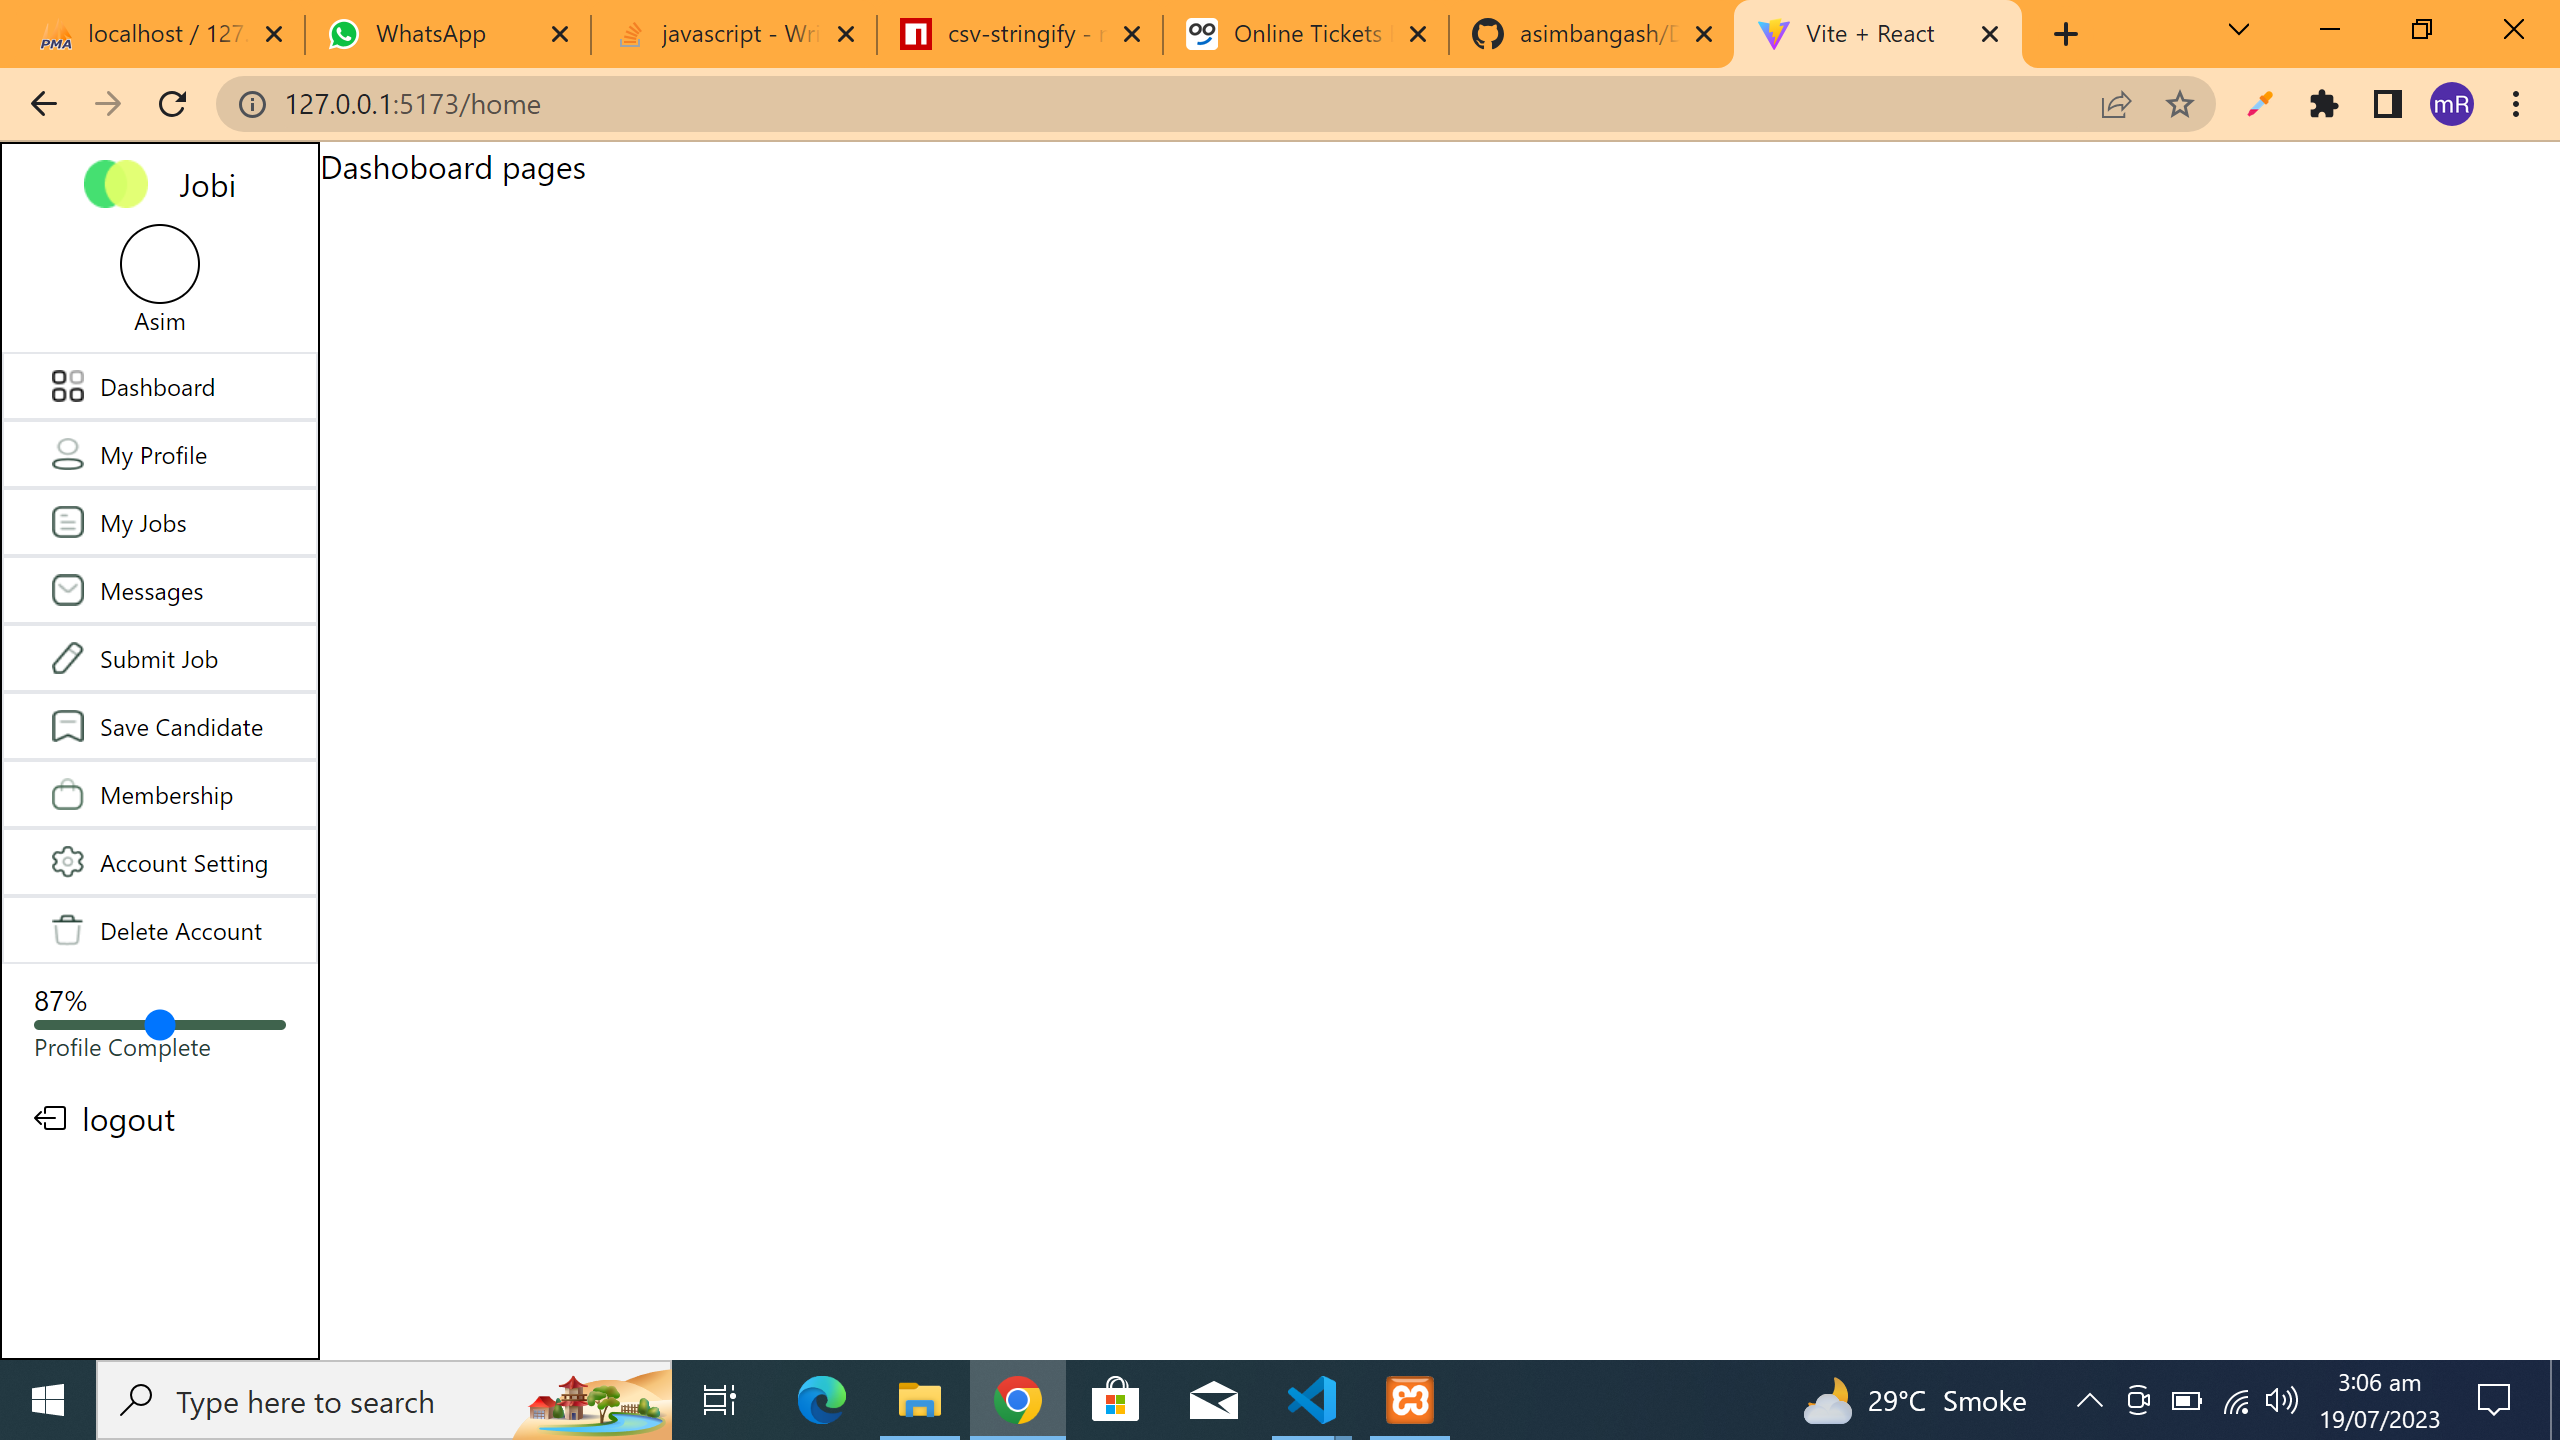 localhost / 127.
WhatsApp
javascript - Wri
csv-stringify - n
Online Tickets
asimbangash/D
Vite + React
127.0.0.1:5173/home
mR
Jobi
Dashoboard pages
Asim
Dashboard
My Profile
My Jobs
Messages
Submit Job
Save Candidate
Membership
Account Setting
Delete Account
87%
Profile Complete
logout
Type here to search
29°C Smoke
3:06 am
19/07/2023